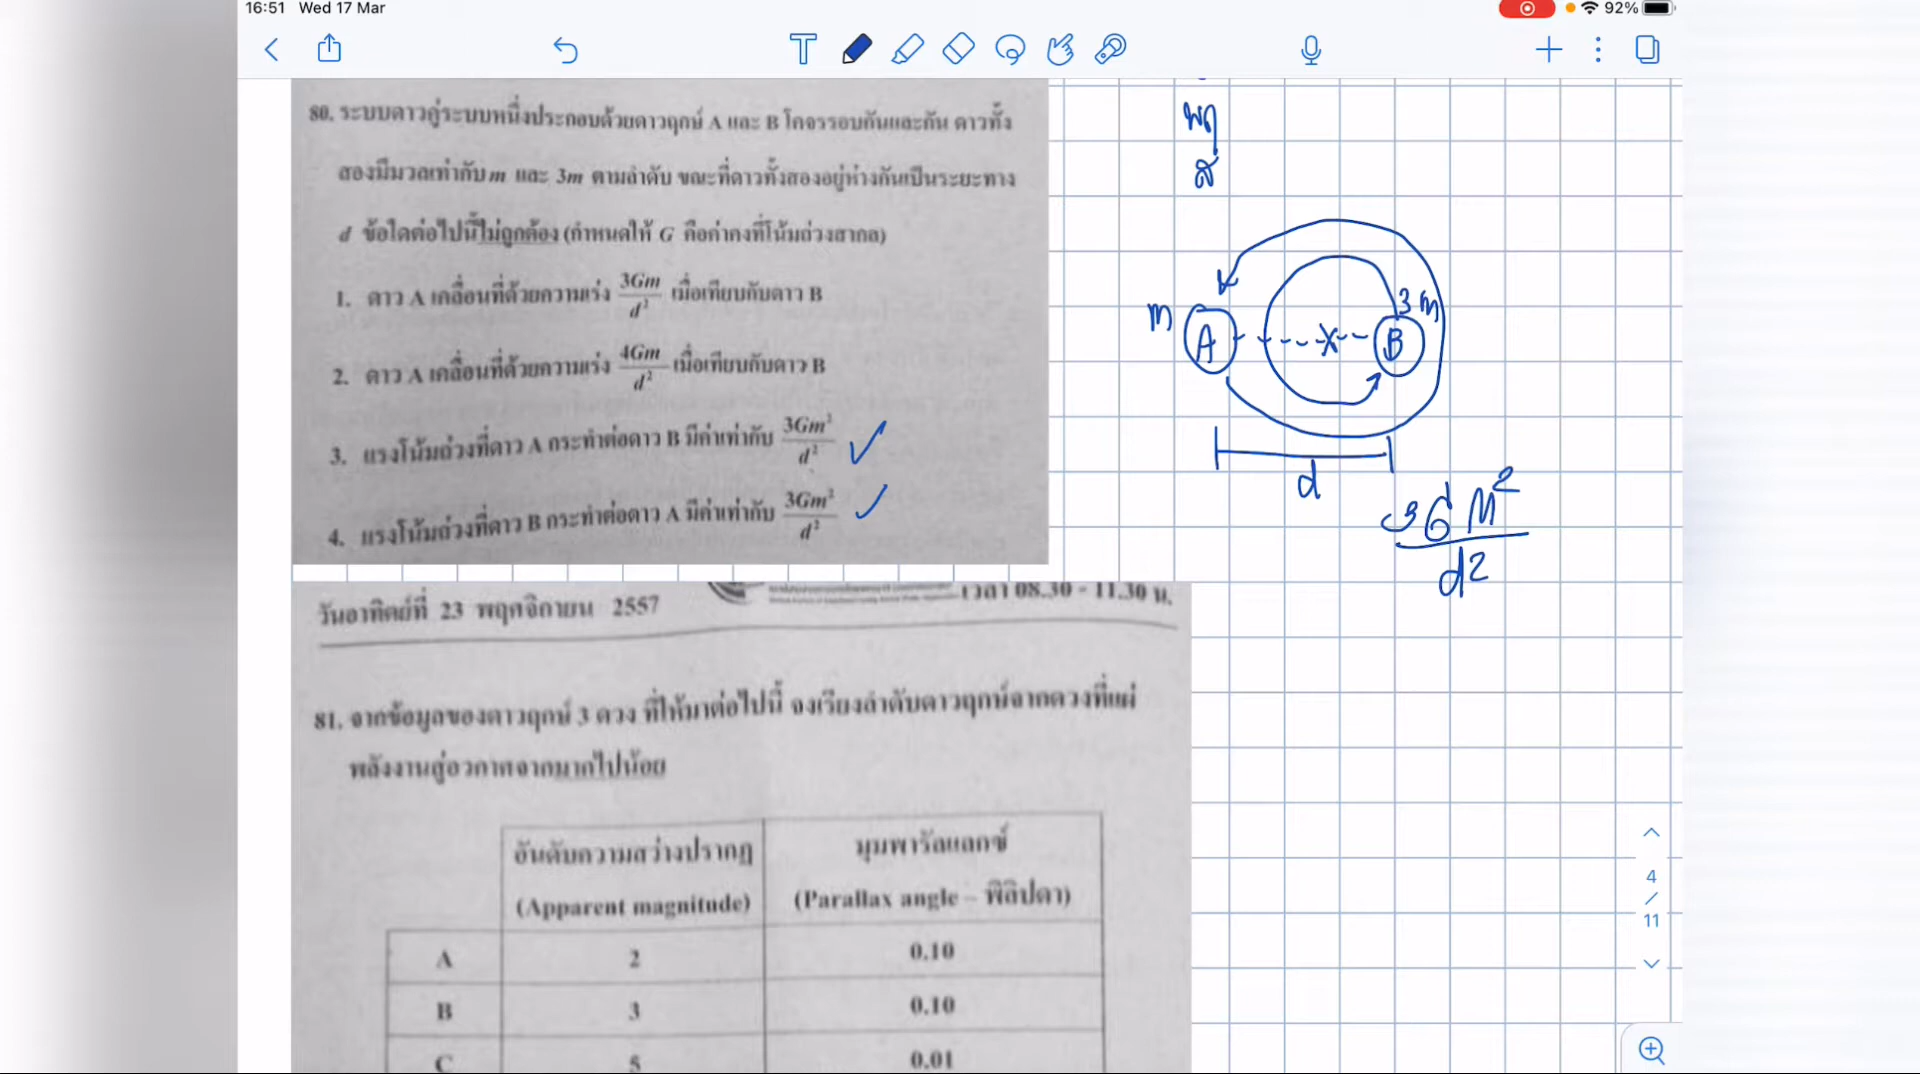 16:51 Wed 17 Mar
92%
80. ระบบดาวคู่ระบบหนึ่งประกอบด้วยดาวฤกษ์ A และ B โคจรรอบกันและกัน ดาวทั้ง
สองมีมวลเท่ากับ m และ 3m ตามลำดับ ขณะที่ดาวทั้งสองอยู่ห่างกันเป็นระยะทาง
d ข้อใดต่อไปนี้ไม่ถูกต้อง (กำหนดให้ G คือค่าคงที่โน้มถ่วงสากล)
1. ดาว A เคลื่อนที่ด้วยความเร่ง 3Gm/d² เมื่อเทียบกับดาว B
2. ดาว A เคลื่อนที่ด้วยความเร่ง 4Gm/d² เมื่อเทียบกับดาว B
3. แรงโน้มถ่วงที่ดาว A กระทำต่อดาว B มีค่าเท่ากับ 3Gm²/d² ✓
4. แรงโน้มถ่วงที่ดาว B กระทำต่อดาว A มีค่าเท่ากับ 3Gm²/d² ✓
พฤ
ส
m A
3m
B
d
3GM²/d²
วันอาทิตย์ที่ 23 พฤศจิกายน 2557
เวลา 08.30 - 11.30 น.
81. จากข้อมูลของดาวฤกษ์ 3 ดวง ที่ให้มาต่อไปนี้ จงเรียงลำดับดาวฤกษ์จากดวงที่แผ่
พลังงานสู่อวกาศจากมากไปน้อย
อันดับความสว่างปรากฏ
(Apparent magnitude)
มุมพารัลแลกซ์
(Parallax angle – พิลิปดา)
A 2 0.10
B 3 0.10
C 5 0.01
4
/
11